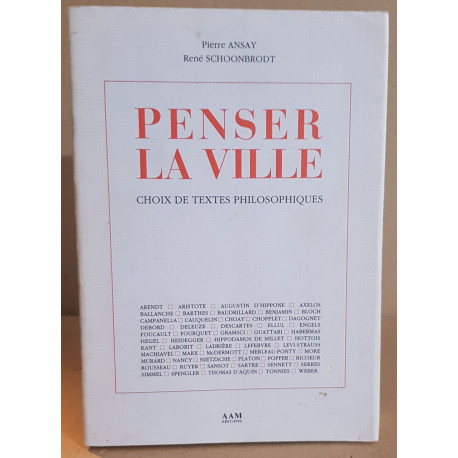 Pierre ANSAY
René SCHOONBRODT
PENSER
LA VILLE
CHOIX DE TEXTES PHILOSOPHIQUES
ARENDT □ ARISTOTE □ AUGUSTIN D'HIPPONE □ AXELOS
BALLANCHE □ BARTHES □ BAUDRILLARD □ BENJAMIN □ BLOCH
CAMPANELLA □ CAUQUELIN □ CHOAY □ CHOPPLET □ DAGOGNET
DEBORD □ DELEUZE □ DESCARTES □ ELLUL □ ENGELS
FOUCAULT □ FOURQUET □ GRAMSCI □ GUATTARI □ HABERMAS
HEGEL □ HEIDEGGER □ HIPPODAMOS DE MILLET □ HOTTOIS
KANT □ LABORIT □ LADRIÈRE □ LEFEBVRE □ LEVI-STRAUSS
MACHIAVEL □ MARX □ McDERMOTT □ MERLEAU-PONTY □ MORE
MURARD □ NANCY □ NIETZSCHE □ PLATON □ POPPER □ RICOEUR
ROUSSEAU □ RUYER □ SANSOT □ SARTRE □ SENNETT □ SERRES
SIMMEL □ SPENGLER □ THOMAS D'AQUIN □ TONNIES □ WEBER
AAM
EDITIONS